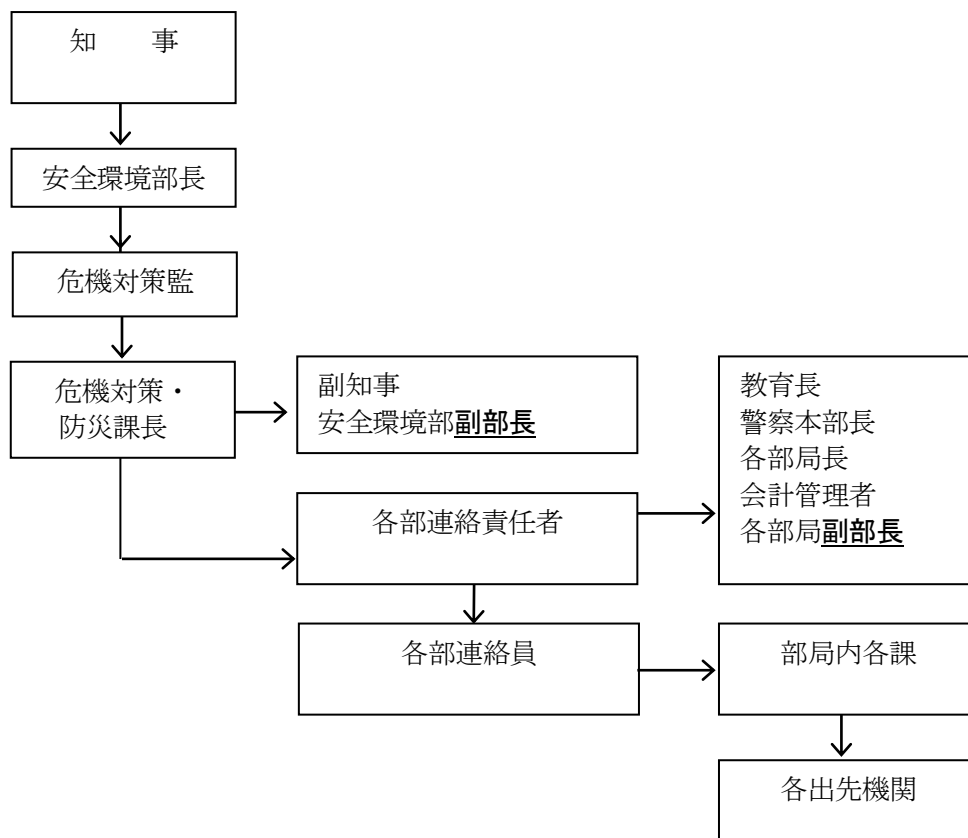 知　　事
安全環境部長
危機対策監
危機対策・
防災課長
副知事
安全環境部副部長
教育長
警察本部長
各部局長
会計管理者
各部局副部長
各部連絡責任者
各部連絡員
部局内各課
各出先機関